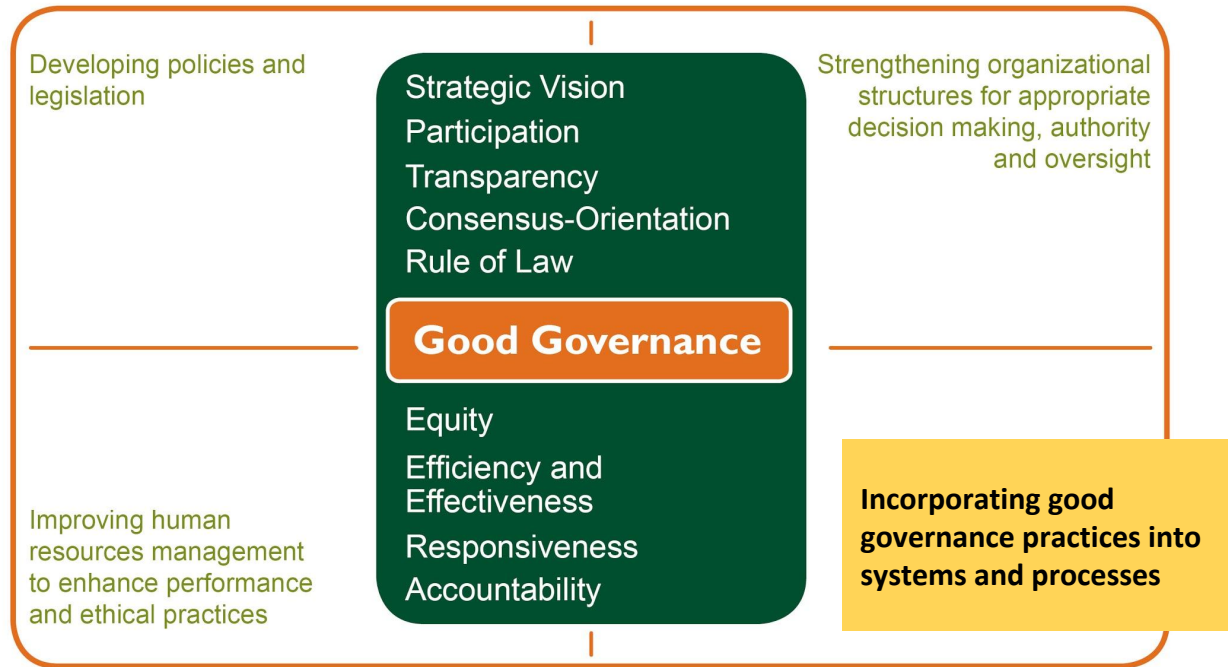 Developing policies and
legislation
Strategic Vision
Participation
Transparency
Consensus-Orientation
Rule of Law
Strengthening organizational
structures for appropriate
decision making, authority
and oversight
Good Governance
Equity
Efficiency and
Effectiveness
Responsiveness
Accountability
Improving human
resources management
to enhance performance
and ethical practices
Incorporating good
governance practices into
systems and processes